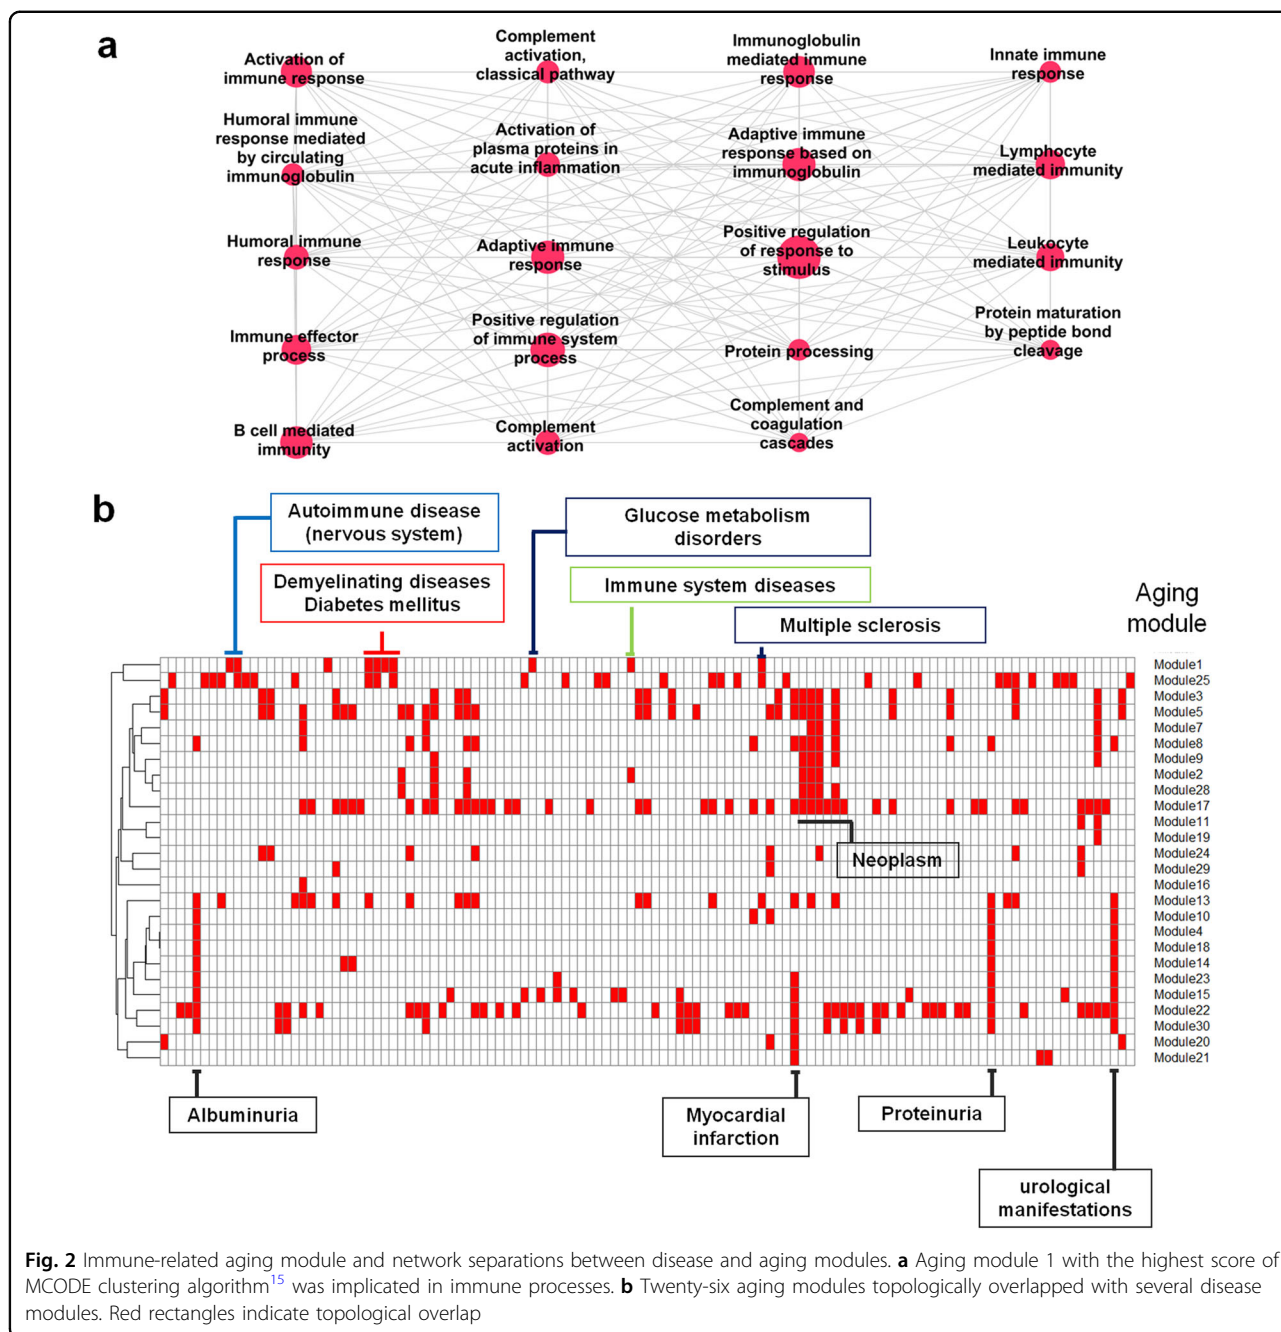 a
Activation of
immune response
Complement
activation,
classical pathway
Immunoglobulin
mediated immune
response
Innate immune
response
Humoral immune
response mediated
by circulating
immunoglobulin
Activation of
plasma proteins in
acute inflammation
Adaptive immune
response based on
immunoglobulin
Lymphocyte
mediated immunity
Humoral immune
response
Adaptive immune
response
Positive regulation
of response to
stimulus
Leukocyte
mediated immunity
Immune effector
process
Positive regulation
of immune system
process
Protein processing
Protein maturation
by peptide bond
cleavage
B cell mediated
immunity
Complement
activation
Complement and
coagulation
cascades
b
Autoimmune disease
(nervous system)
Glucose metabolism
disorders
Demyelinating diseases
Diabetes mellitus
Immune system diseases
Multiple sclerosis
Aging
module
Module1
Module25
Module3
Module5
Module7
Module8
Module9
Module2
Module28
Module17
Module11
Module19
Module24
Module29
Module16
Module13
Module10
Module4
Module18
Module14
Module23
Module15
Module22
Module30
Module20
Module21
Neoplasm
Albuminuria
Myocardial
infarction
Proteinuria
urological
manifestations
Fig. 2 Immune-related aging module and network separations between disease and aging modules. a Aging module 1 with the highest score of
MCODE clustering algorithm15 was implicated in immune processes. b Twenty-six aging modules topologically overlapped with several disease
modules. Red rectangles indicate topological overlap